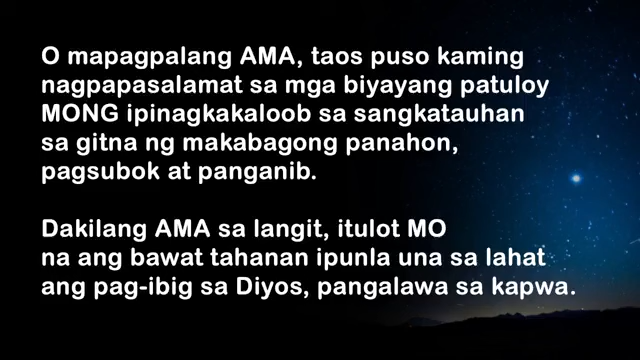 O mapagpalang AMA, taos puso kaming
nagpapasalamat sa mga biyayang patuloy
MONG ipinagkakaloob sa sangkatauhan
sa gitna ng makabagong panahon,
pagsubok at panganib.
Dakilang AMA sa langit, itulot MO
na ang bawat tahanan ipunla una sa lahat
ang pag-ibig sa Diyos, pangalawa sa kapwa.